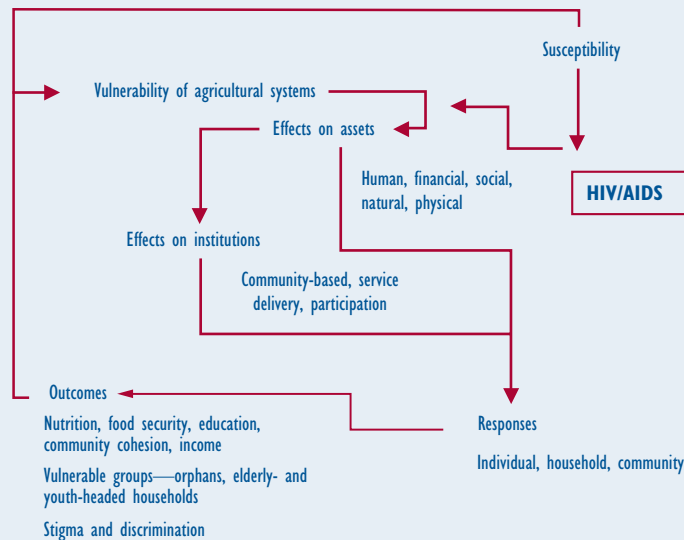 Susceptibility
Vulnerability of agricultural systems
Effects on assets
Human, financial, social,
natural, physical
HIV/AIDS
Effects on institutions
Community-based, service
delivery, participation
Outcomes
Nutrition, food security, education,
community cohesion, income
Vulnerable groups—orphans, elderly- and
youth-headed households
Stigma and discrimination
Responses
Individual, household, community